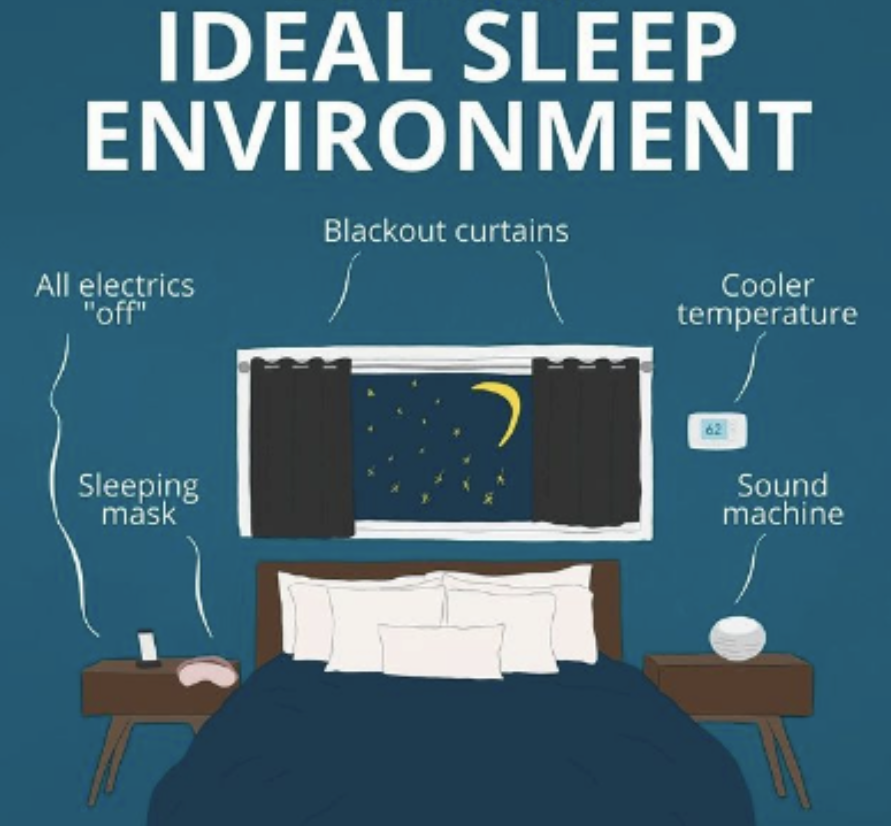 IDEAL SLEEP
ENVIRONMENT
Blackout curtains
All electrics
"off"
Cooler
temperature
62
Sleeping
mask
Sound
machine